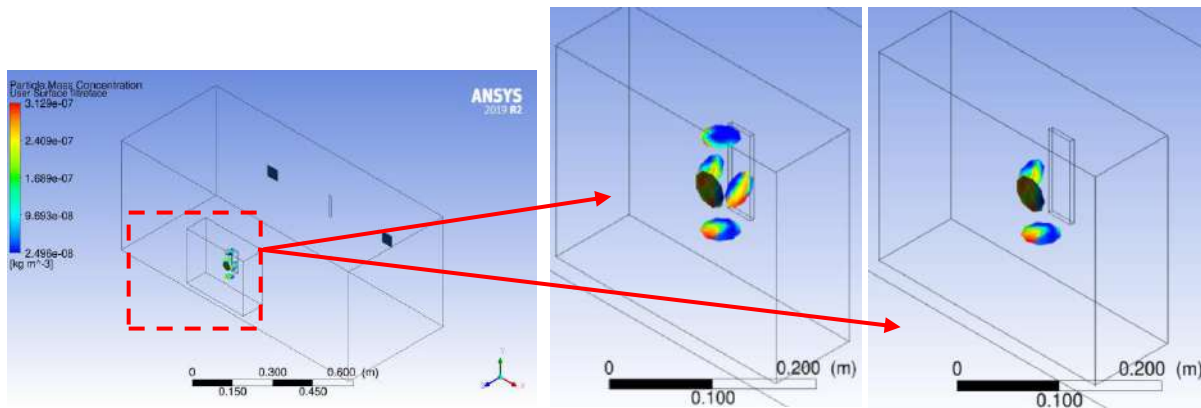 Particle Mass Concentration
User Surface Interface
3.129e-07
2.409e-07
1.689e-07
9.693e-08
2.496e-08
[kg m^-3]
ANSYS
2019 R2
0 0.300 0.600 (m)
0.150 0.450
Y
X
Z
0 0.200 (m)
0.100
0 0.200 (m)
0.100